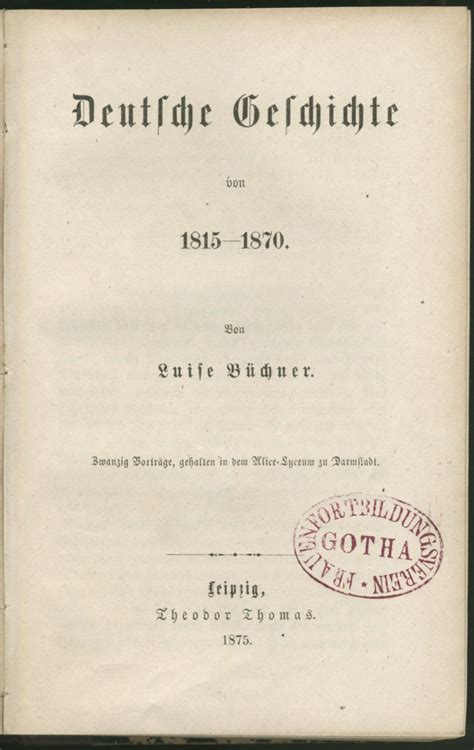 Deutſche Geſchichte
von
1815—1870.
Von
Luiſe Büchner.
Zwanzig Vorträge, gehalten in dem Alice-Lyceum zu Darmſtadt.
FRAUENFORTBILDUNGSVEREIN
GOTHA
Leipzig,
Theodor Thomas.
1875.